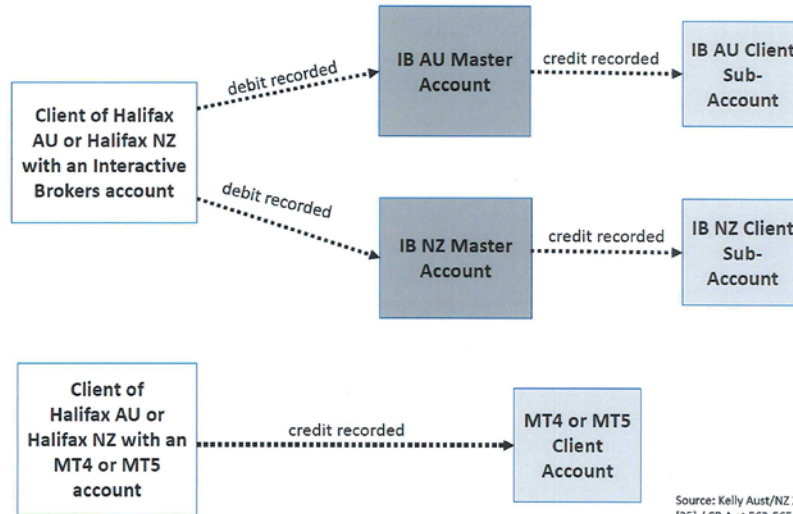 Client of Halifax
AU or Halifax NZ
with an Interactive
Brokers account
debit recorded
IB AU Master
Account
credit recorded
IB AU Client
Sub-
Account
debit recorded
IB NZ Master
Account
credit recorded
IB NZ Client
Sub-
Account
Client of
Halifax AU or
Halifax NZ with an
MT4 or MT5
account
credit recorded
MT4 or MT5
Client
Account
Source: Kelly Aust/NZ